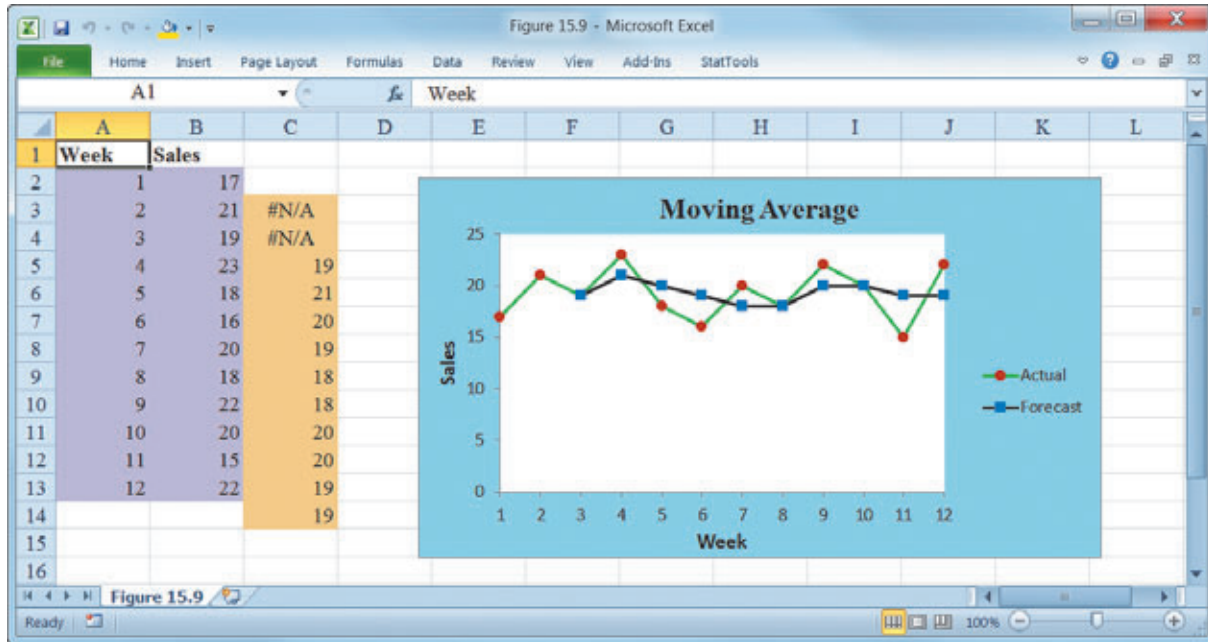 Figure 15.9 - Microsoft Excel
File Home Insert Page Layout Formulas Data Review View Add-Ins StatTools
A1 fx Week
A B C D E F G H I J K L
1 Week Sales
2 1 17
3 2 21 #N/A
4 3 19 #N/A
5 4 23 19
6 5 18 21
7 6 16 20
8 7 20 19
9 8 18 18
10 9 22 18
11 10 20 20
12 11 15 20
13 12 22 19
14 19
15
16
Moving Average
25
20
15
10
5
0
Sales
1 2 3 4 5 6 7 8 9 10 11 12
Week
Actual
Forecast
Figure 15.9
Ready 100%